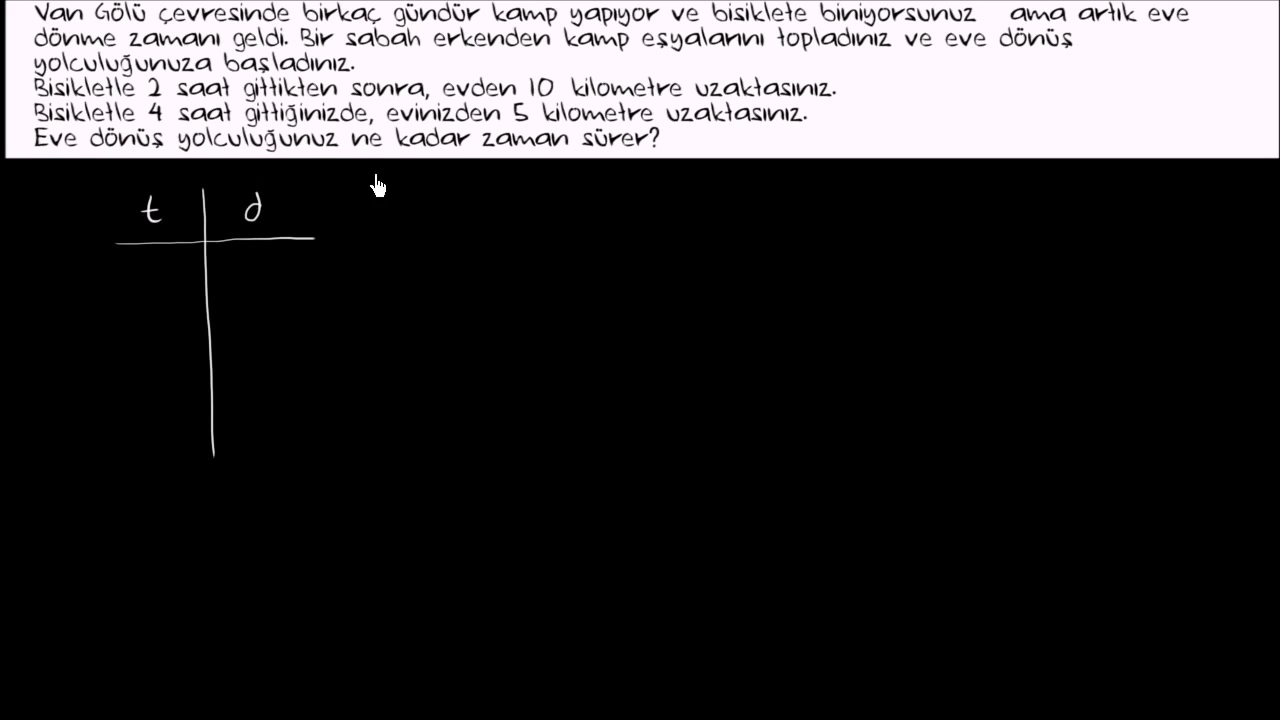 Van Gölü çevresinde birkaç gündür kamp yapıyor ve bisiklete biniyorsunuz ama artık eve
dönme zamanı geldi. Bir sabah erkenden kamp eşyalarını topladınız ve eve dönüş
yolculuğunuza başladınız.
Bisikletle 2 saat gittikten sonra, evden 10 kilometre uzaktasınız.
Bisikletle 4 saat gittiğinizde, evinizden 5 kilometre uzaktasınız.
Eve dönüş yolculuğunuz ne kadar zaman sürer?
t d